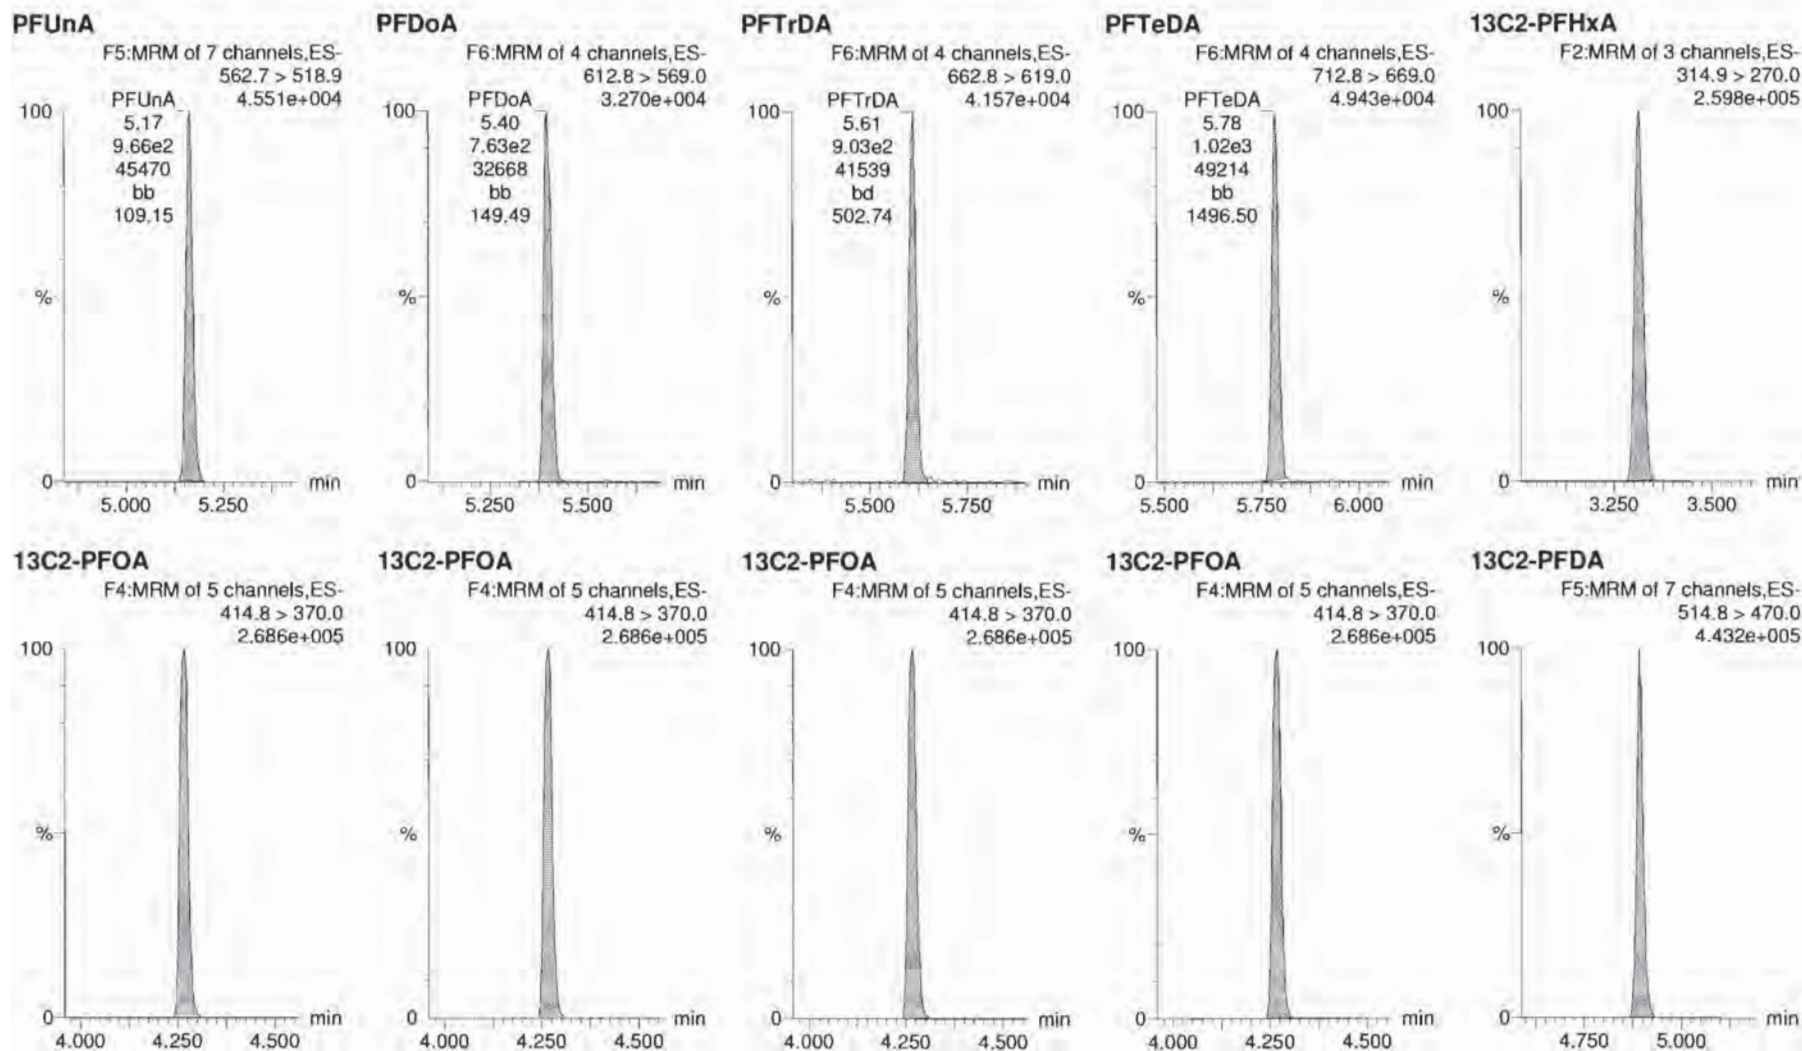 PFUnA
F5:MRM of 7 channels,ES-
562.7 > 518.9
4.551e+004
PFUnA
5.17
9.66e2
45470
bb
109.15
100
%
0
5.000 5.250
min
PFDoA
F6:MRM of 4 channels,ES-
612.8 > 569.0
3.270e+004
PFDoA
5.40
7.63e2
32668
bb
149.49
100
%
0
5.250 5.500
min
PFTrDA
F6:MRM of 4 channels,ES-
662.8 > 619.0
4.157e+004
PFTrDA
5.61
9.03e2
41539
bd
502.74
100
%
0
5.500 5.750
min
PFTeDA
F6:MRM of 4 channels,ES-
712.8 > 669.0
4.943e+004
PFTeDA
5.78
1.02e3
49214
bb
1496.50
100
%
0
5.500 5.750 6.000
min
13C2-PFHxA
F2:MRM of 3 channels,ES-
314.9 > 270.0
2.598e+005
100
%
0
3.250 3.500
min
13C2-PFOA
F4:MRM of 5 channels,ES-
414.8 > 370.0
2.686e+005
100
%
0
4.000 4.250 4.500
min
13C2-PFOA
F4:MRM of 5 channels,ES-
414.8 > 370.0
2.686e+005
100
%
0
4.000 4.250 4.500
min
13C2-PFOA
F4:MRM of 5 channels,ES-
414.8 > 370.0
2.686e+005
100
%
0
4.000 4.250 4.500
min
13C2-PFOA
F4:MRM of 5 channels,ES-
414.8 > 370.0
2.686e+005
100
%
0
4.000 4.250 4.500
min
13C2-PFDA
F5:MRM of 7 channels,ES-
514.8 > 470.0
4.432e+005
100
%
0
4.750 5.000
min